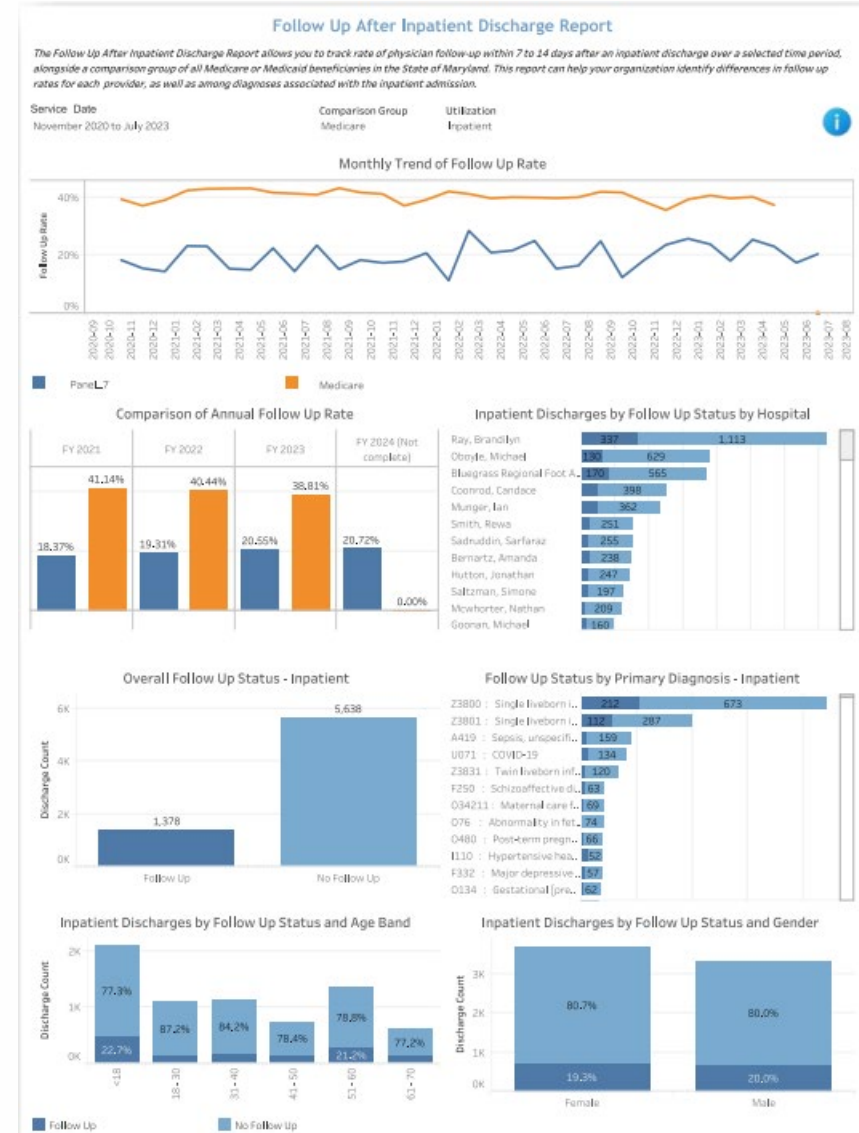 Follow Up After Inpatient Discharge Report
The Follow Up After Inpatient Discharge Report allows you to track rate of physician follow-up within 7 to 14 days after an inpatient discharge over a selected time period,
alongside a comparison group of all Medicare or Medicaid beneficiaries in the State of Maryland. This report can help your organization identify differences in follow up
rates for each provider, as well as among diagnoses associated with the inpatient admission.
Service Date Comparison Group Utilization
November 2020 to July 2023 Medicare Inpatient
i
Monthly Trend of Follow Up Rate
Follow Up Rate
40%
20%
0%
2020-09 2020-10 2020-11 2020-12 2021-01 2021-02 2021-03 2021-04 2021-05 2021-06 2021-07 2021-08 2021-09 2021-10 2021-11 2021-12 2022-01 2022-02 2022-03 2022-04 2022-05 2022-06 2022-07 2022-08 2022-09 2022-10 2022-11 2022-12 2023-01 2023-02 2023-03 2023-04 2023-05 2023-06 2023-07 2023-08
Panel_7 Medicare
Comparison of Annual Follow Up Rate
FY 2021 FY 2022 FY 2023 FY 2024 (Not
complete)
41.14% 40.44% 38.81%
18.37% 19.31% 20.55% 20.72%
0.00%
Inpatient Discharges by Follow Up Status by Hospital
Ray, Brandilyn 337 1,113
Oboyle, Michael 130 629
Bluegrass Regional Foot A.. 170 565
Coonrod, Candace 398
Munger, Ian 362
Smith, Rewa 251
Sadruddin, Sarfaraz 255
Bernartz, Amanda 238
Hutton, Jonathan 247
Saltzman, Simone 197
Mcwhorter, Nathan 209
Goonan, Michael 160
Overall Follow Up Status - Inpatient
Discharge Count
6K
4K
2K
0K
5,638
1,378
Follow Up No Follow Up
Follow Up Status by Primary Diagnosis - Inpatient
Z3800 : Single liveborn i.. 212 673
Z3801 : Single liveborn i.. 112 287
A419 : Sepsis, unspecifi.. 159
U071 : COVID-19 134
Z3831 : Twin liveborn inf.. 120
F250 : Schizoaffective di.. 63
O34211 : Maternal care f.. 69
O76 : Abnormality in fet.. 74
O480 : Post-term pregn.. 66
I110 : Hypertensive hea.. 52
F332 : Major depressive .. 57
O134 : Gestational [pre.. 62
Inpatient Discharges by Follow Up Status and Age Band
Discharge Count
2K
1K
0K
77.3% 87.2% 84.2% 78.4% 78.8% 77.2%
22.7% 21.2%
<18 18-30 31-40 41-50 51-60 61-70
Follow Up No Follow Up
Inpatient Discharges by Follow Up Status and Gender
Discharge Count
3K
2K
1K
0K
80.7% 80.0%
19.3% 20.0%
Female Male